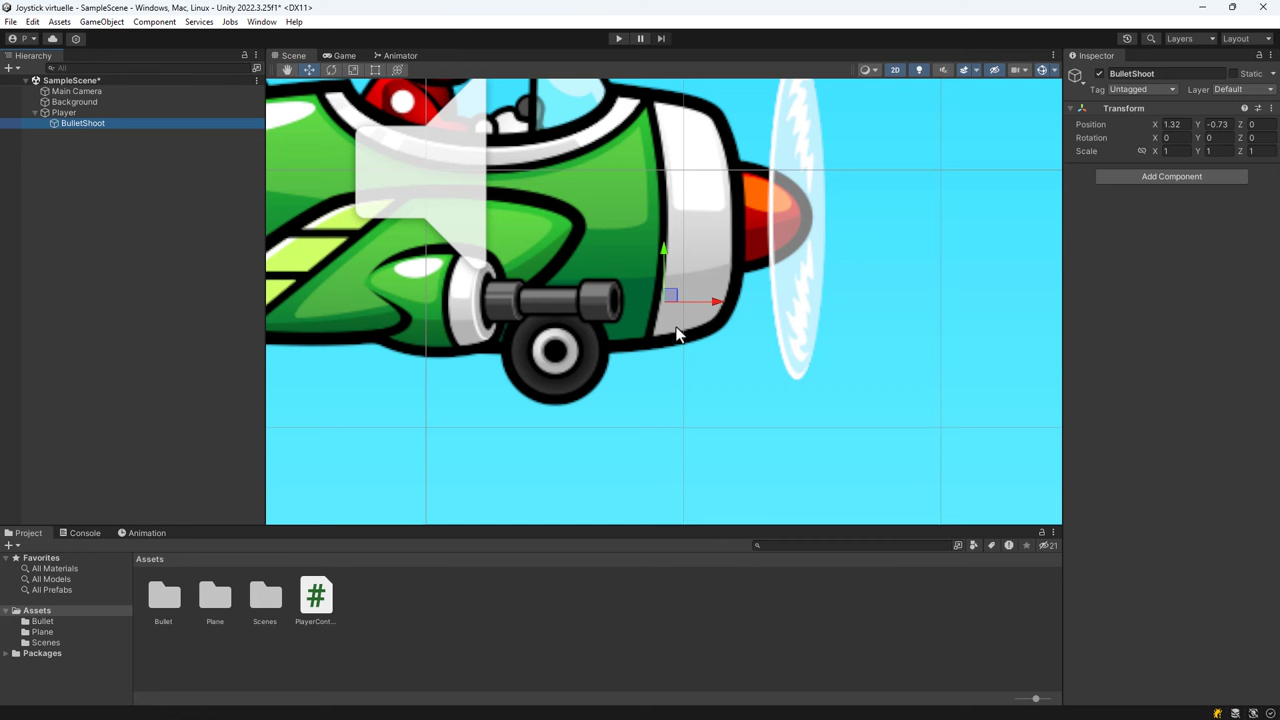 Joystick virtuelle - SampleScene - Windows, Mac, Linux - Unity 2022.3.25f1* <DX11>
File Edit Assets GameObject Component Services Jobs Window Help
P Layers Layout
Hierarchy
All
SampleScene*
Main Camera
Background
Player
BulletShoot
Scene Game Animator
2D
Inspector
BulletShoot Static
Tag Untagged Layer Default
Transform
Position X 1.32 Y -0.73 Z 0
Rotation X 0 Y 0 Z 0
Scale X 1 Y 1 Z 1
Add Component
Project Console Animation
21
Favorites
All Materials
All Models
All Prefabs
Assets
Bullet
Plane
Scenes
Packages
Assets
Bullet Plane Scenes PlayerCont...